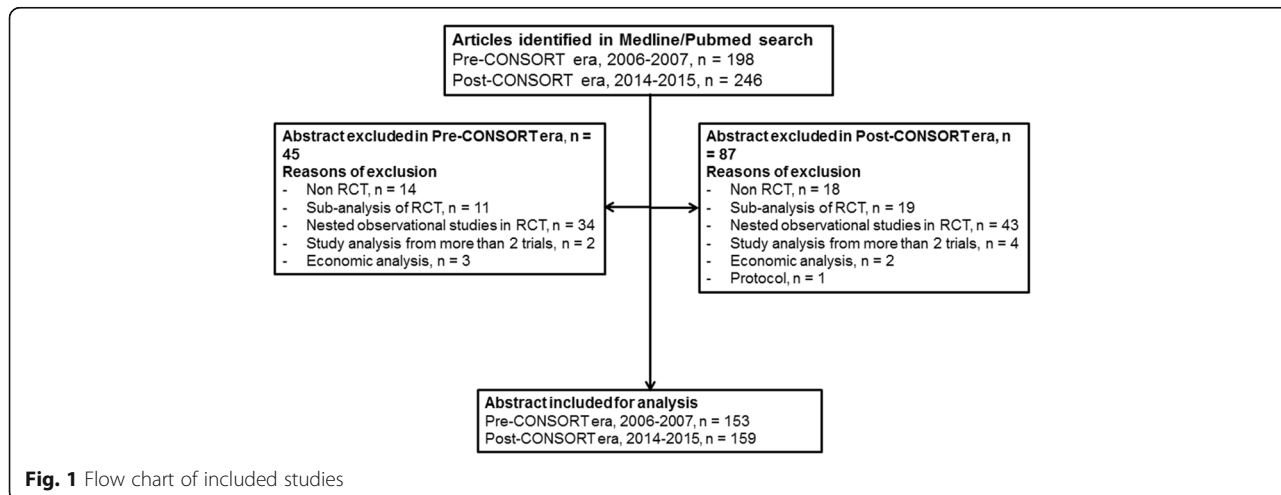 Articles identified in Medline/Pubmed search
Pre-CONSORT era, 2006-2007, n = 198
Post-CONSORT era, 2014-2015, n = 246
Abstract excluded in Pre-CONSORT era, n =
45
Reasons of exclusion
- Non RCT, n = 14
- Sub-analysis of RCT, n = 11
- Nested observational studies in RCT, n = 34
- Study analysis from more than 2 trials, n = 2
- Economic analysis, n = 3
Abstract excluded in Post-CONSORT era, n
= 87
Reasons of exclusion
- Non RCT, n = 18
- Sub-analysis of RCT, n = 19
- Nested observational studies in RCT, n = 43
- Study analysis from more than 2 trials, n = 4
- Economic analysis, n = 2
- Protocol, n = 1
Abstract included for analysis
Pre-CONSORT era, 2006-2007, n = 153
Post-CONSORT era, 2014-2015, n = 159
Fig. 1 Flow chart of included studies